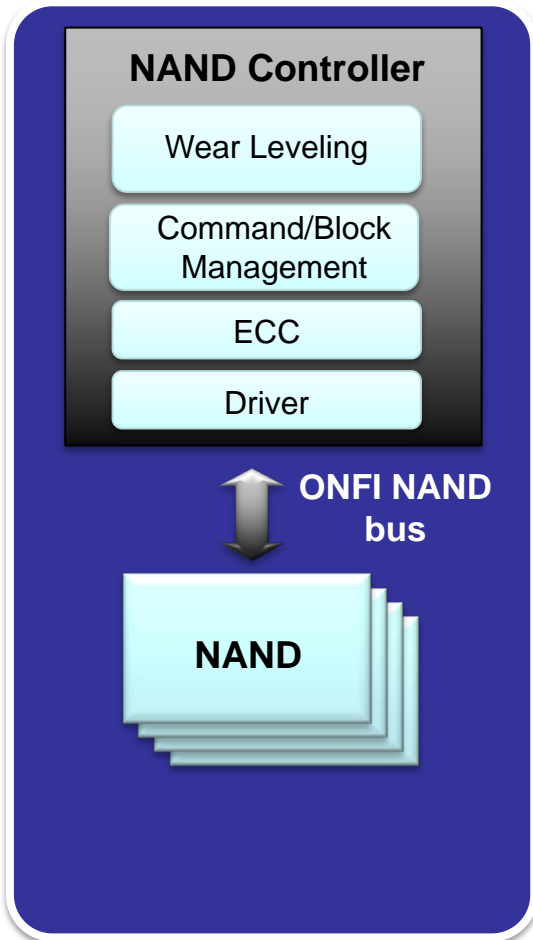 NAND Controller
Wear Leveling
Command/Block
Management
ECC
Driver
ONFI NAND
bus
NAND